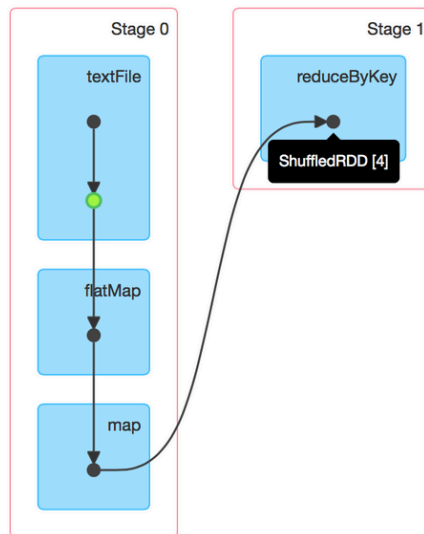 Stage 0
textFile
flatMap
map
Stage 1
reduceByKey
ShuffledRDD [4]